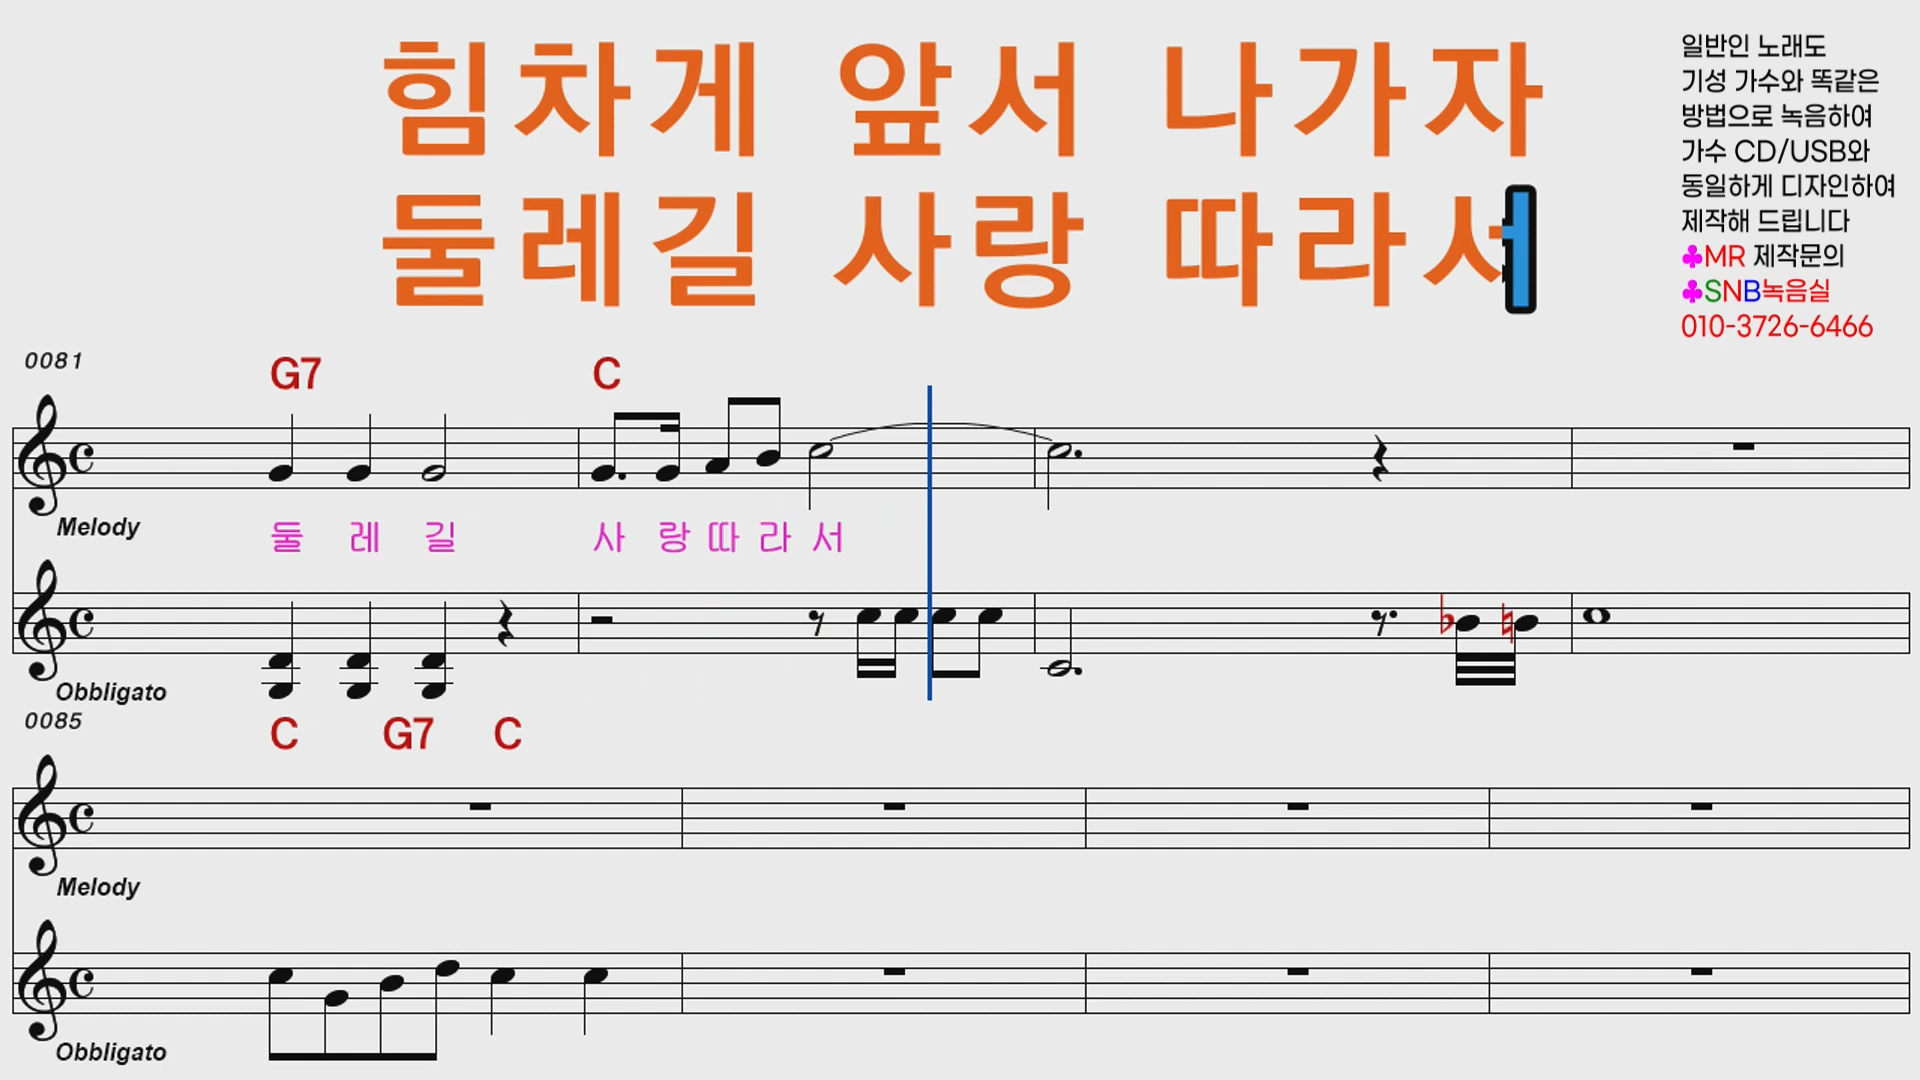 힘차게 앞서 나가자
둘레길 사랑 따라서
일반인 노래도
기성 가수와 똑같은
방법으로 녹음하여
가수 CD/USB와
동일하게 디자인하여
제작해 드립니다
♣MR 제작문의
♣SNB녹음실
010-3726-6466
0081
G7 C
Melody
둘 레 길 사 랑 따 라 서
Obbligato
0085
C G7 C
Melody
Obbligato